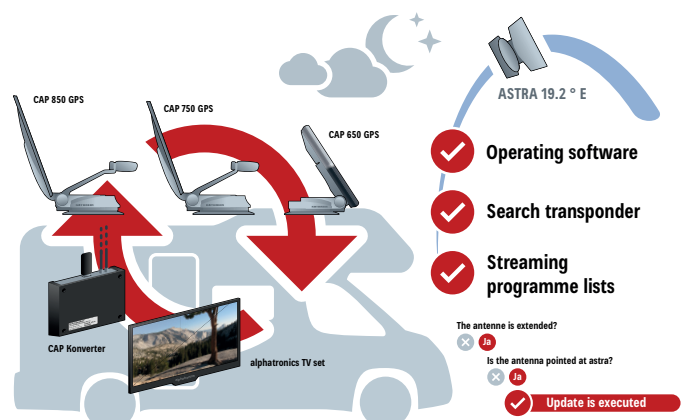 CAP 850 GPS
CAP 750 GPS
CAP 650 GPS
ASTRA 19.2 ° E
Operating software
Search transponder
Streaming
programme lists
CAP Konverter
alphatronics TV set
The antenne is extended?
Ja
Is the antenna pointed at astra?
Ja
Update is executed